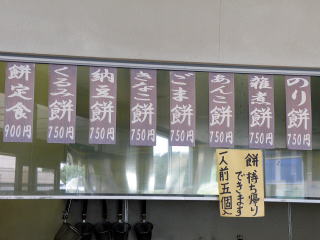 のり餅
750円
雑煮餅
750円
あんこ餅
750円
ごま餅
750円
きなこ餅
750円
納豆餅
750円
くるみ餅
750円
餅定食
900円
餅持ち帰り
できます
一人前五個入